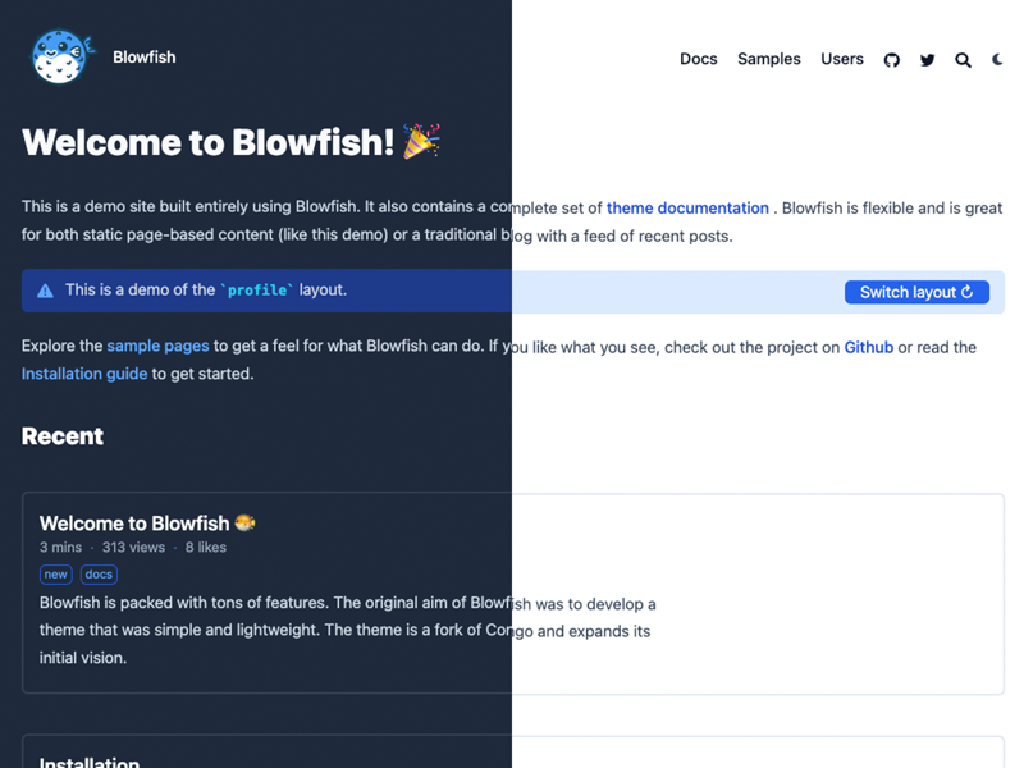 Blowfish
Docs Samples Users
Welcome to Blowfish! 🎉
This is a demo site built entirely using Blowfish. It also contains a complete set of theme documentation . Blowfish is flexible and is great
for both static page-based content (like this demo) or a traditional blog with a feed of recent posts.
This is a demo of the `profile` layout.
Switch layout ↻
Explore the sample pages to get a feel for what Blowfish can do. If you like what you see, check out the project on Github or read the
Installation guide to get started.
Recent
Welcome to Blowfish 🐡
3 mins · 313 views · 8 likes
new docs
Blowfish is packed with tons of features. The original aim of Blowfish was to develop a
theme that was simple and lightweight. The theme is a fork of Congo and expands its
initial vision.
Installation